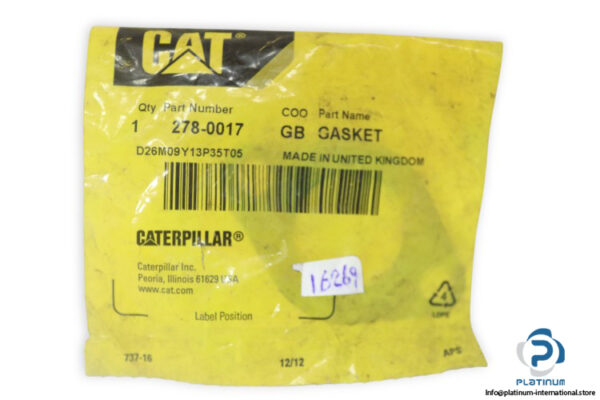 CAT®
Qty Part Number COO Part Name
1 278-0017 GB GASKET
D26M09Y13P35T05 MADE IN UNITED KINGDOM
CATERPILLAR®
Caterpillar Inc.
Peoria, Illinois 61629 USA
www.cat.com
16269
Label Position
4
LDPE
737-16 12/12 APS
PLATINUM
Info@platinum-international.store